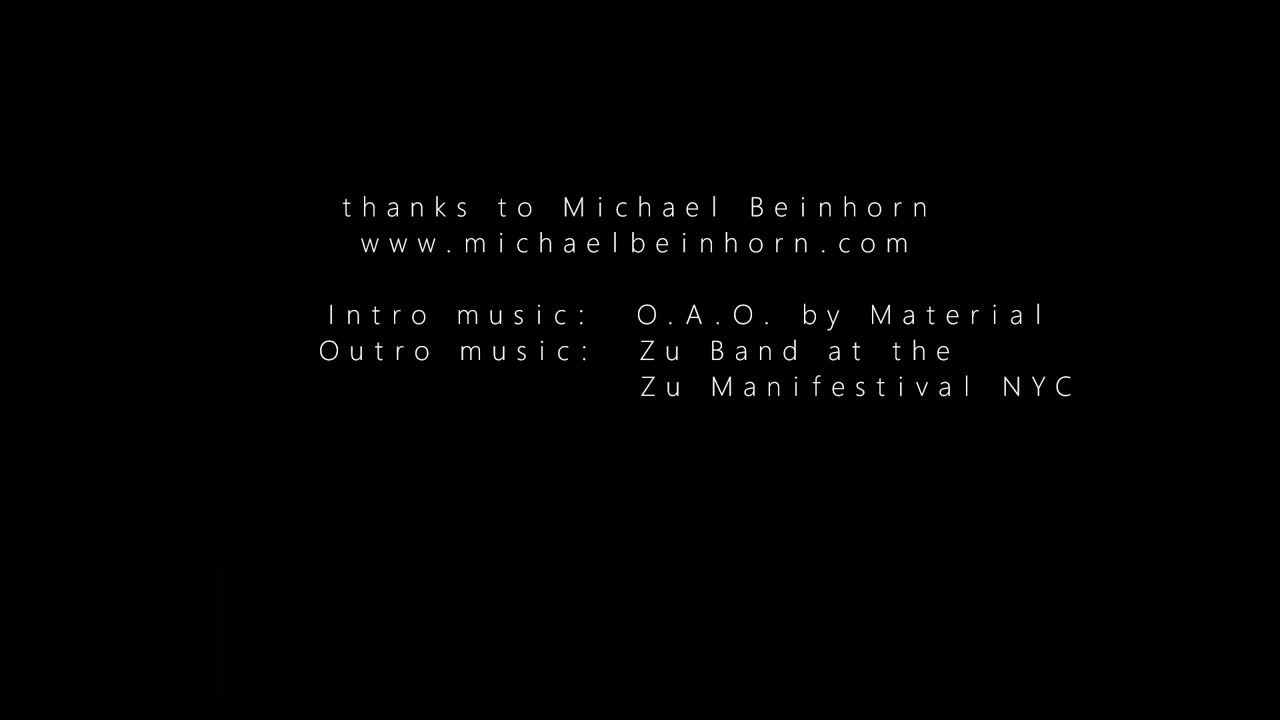 thanks to Michael Beinhorn
www.michaelbeinhorn.com
Intro music: O.A.O. by Material
Outro music: Zu Band at the
Zu Manifestival NYC